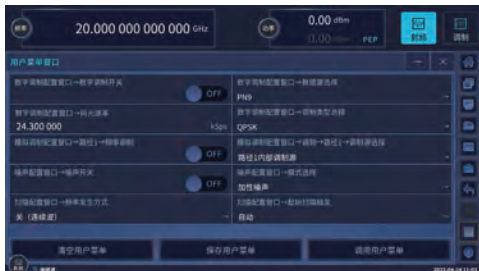 频率
20.000 000 000 000 GHz
功率
0.00 dBm
0.00 dBm PEP
射频
调制
用户菜单窗口
数字调制配置窗口→数字调制开关
OFF
数字调制配置窗口→数据源选择
PN9
数字调制配置窗口→码元速率
24.300 000 kSps
数字调制配置窗口→调制类型选择
QPSK
模拟调制配置窗口→路径1→频率调制
OFF
模拟调制配置窗口→调频→路径1→调制源选择
路径1内部调制源
噪声配置窗口→噪声开关
OFF
噪声配置窗口→模式选择
加性噪声
扫描配置窗口→频率发生方式
关（连续波）
扫描配置窗口→起始扫描触发
自动
清空用户菜单
保存用户菜单
调用用户菜单
系统